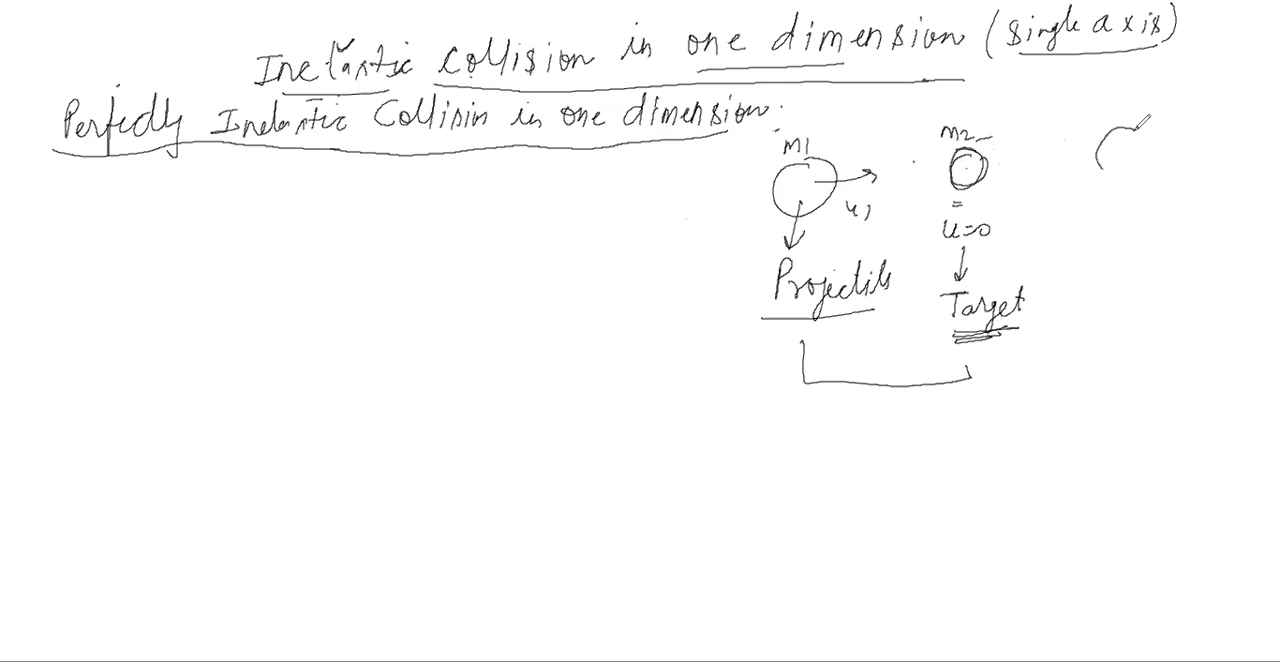 Inelastic collision in one dimension (single axis)
Perfectly Inelastic Collision in one dimension.
m1 m2
u1
u=0
Projectile Target